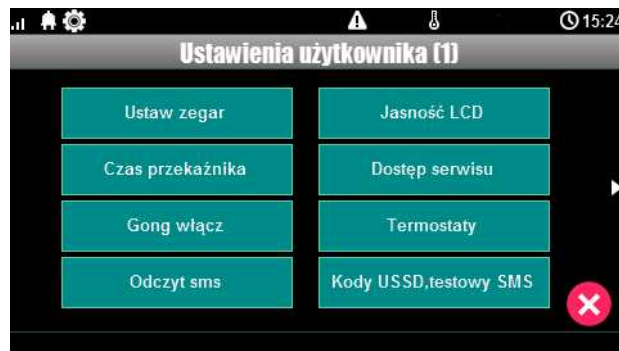 15:24
Ustawienia użytkownika (1)
Ustaw zegar
Jasność LCD
Czas przekaźnika
Dostęp serwisu
Gong włącz
Termostaty
Odczyt sms
Kody USSD,testowy SMS